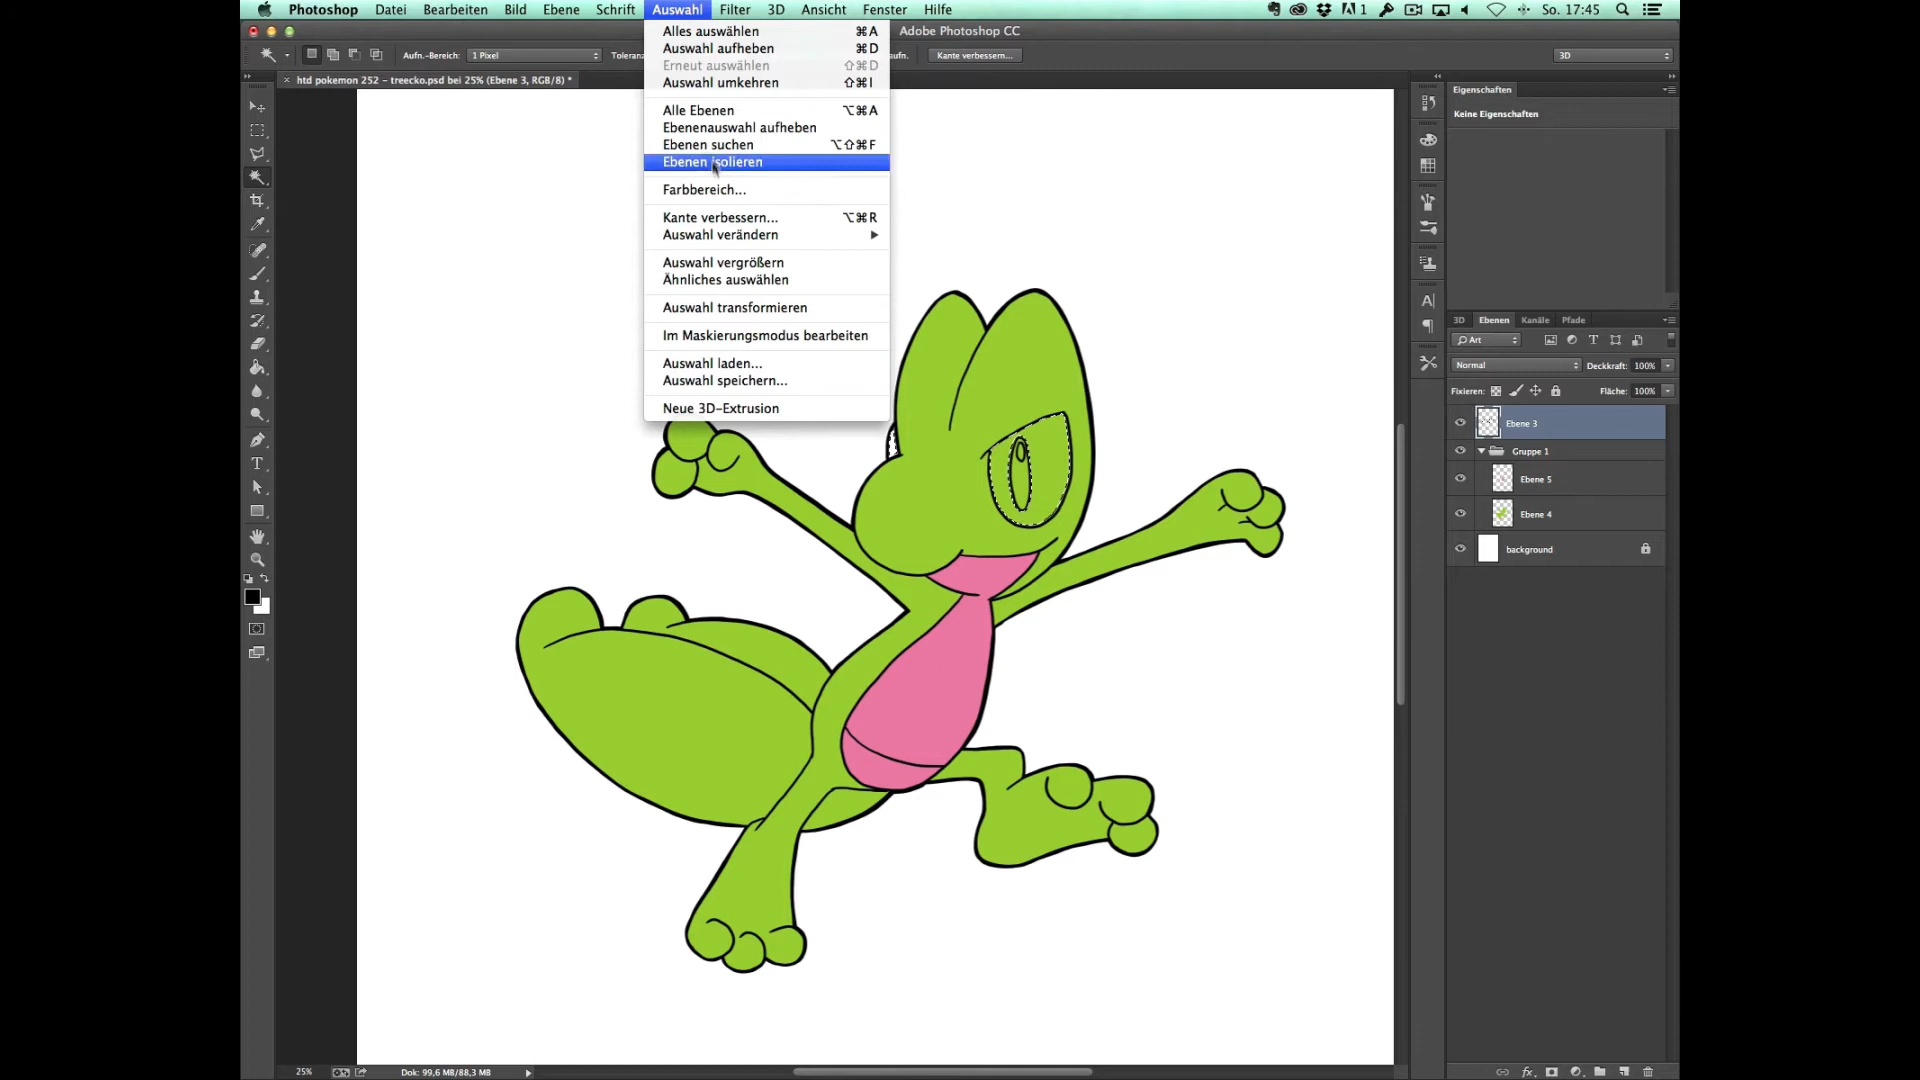 Photoshop Datei Bearbeiten Bild Ebene Schrift Auswahl Filter 3D Ansicht Fenster Hilfe 1 So. 17:45
Adobe Photoshop CC
Aufn.-Bereich: 1 Pixel Toleranz aufn. Kante verbessern... 3D
htd pokemon 252 - treecko.psd bei 25% (Ebene 3, RGB/8) *
Alles auswählen ⌘A
Auswahl aufheben ⌘D
Erneut auswählen ⇧⌘D
Auswahl umkehren ⇧⌘I
Alle Ebenen ⌥⌘A
Ebenenauswahl aufheben
Ebenen suchen ⌥⇧⌘F
Ebenen isolieren
Farbbereich...
Kante verbessern... ⌥⌘R
Auswahl verändern
Auswahl vergrößern
Ähnliches auswählen
Auswahl transformieren
Im Maskierungsmodus bearbeiten
Auswahl laden...
Auswahl speichern...
Neue 3D-Extrusion
Eigenschaften
Keine Eigenschaften
3D Ebenen Kanäle Pfade
Art
Normal Deckkraft: 100%
Fixieren: Fläche: 100%
Ebene 3
Gruppe 1
Ebene 5
Ebene 4
background
25% Dok: 99,6 MB/88,3 MB